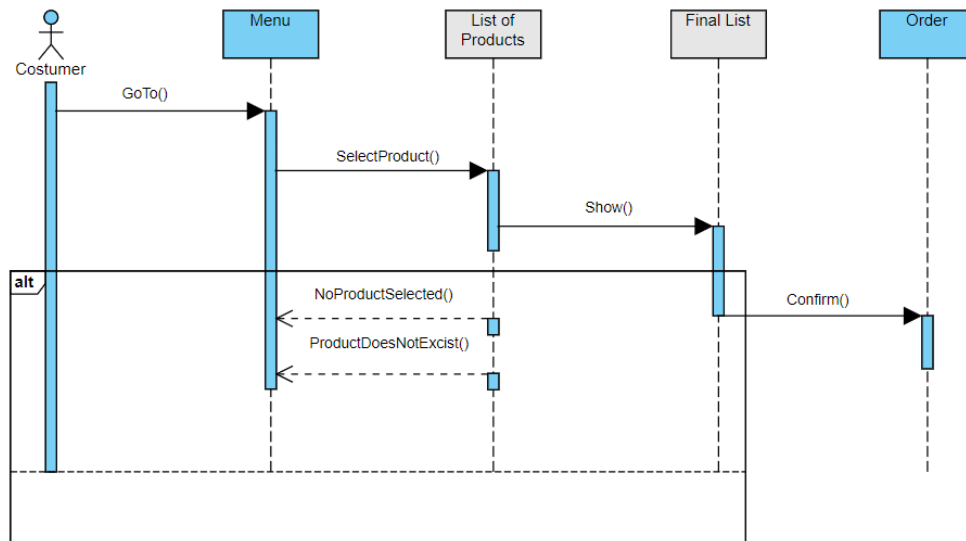 Menu
List of
Products
Final List
Order
Costumer
GoTo()
SelectProduct()
Show()
alt
NoProductSelected()
Confirm()
ProductDoesNotExcist()